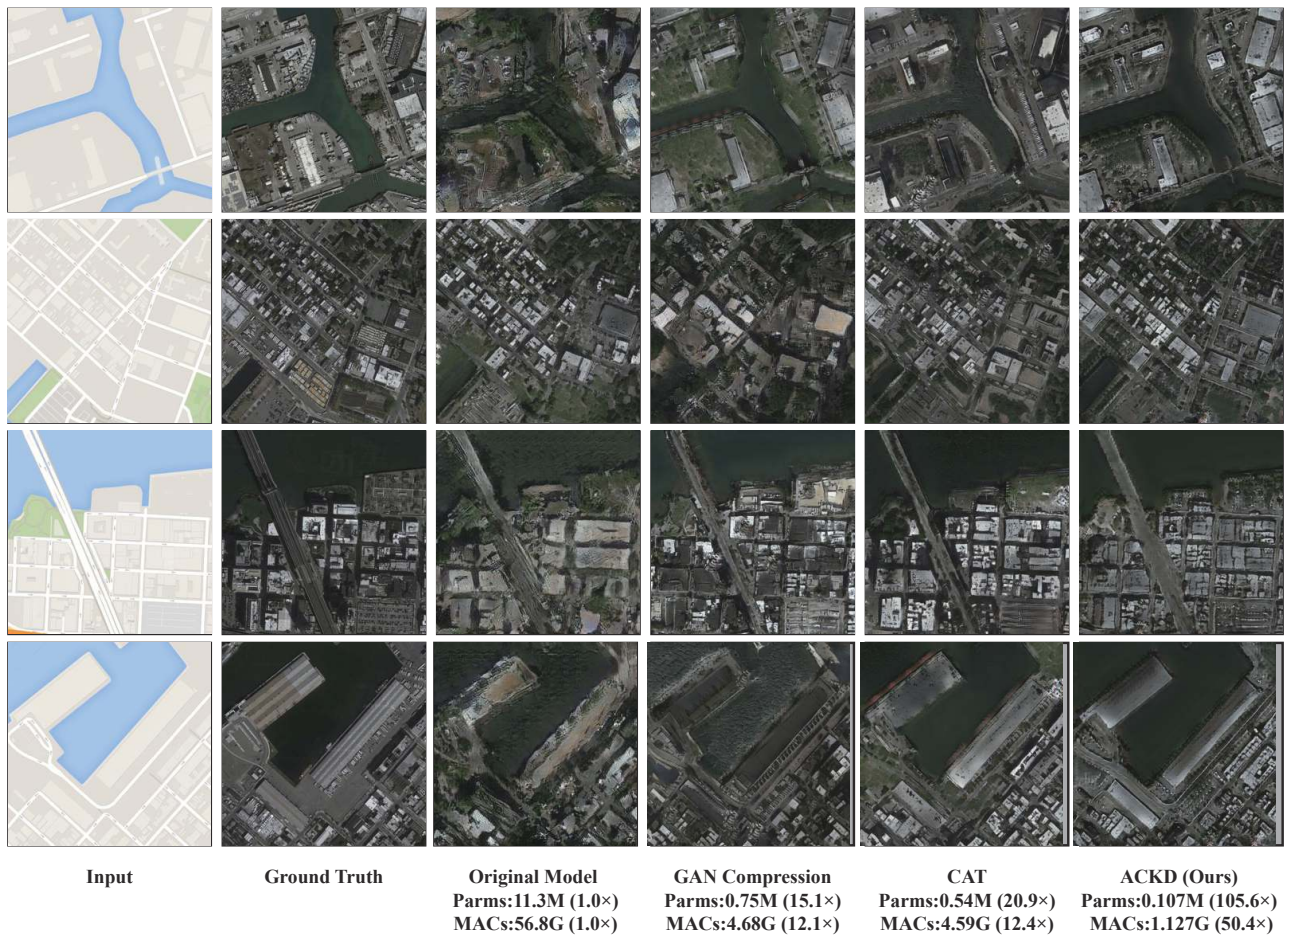 Input Ground Truth Original Model GAN Compression CAT ACKD (Ours)
Parms:11.3M (1.0×) Parms:0.75M (15.1×) Parms:0.54M (20.9×) Parms:0.107M (105.6×)
MACs:56.8G (1.0×) MACs:4.68G (12.1×) MACs:4.59G (12.4×) MACs:1.127G (50.4×)